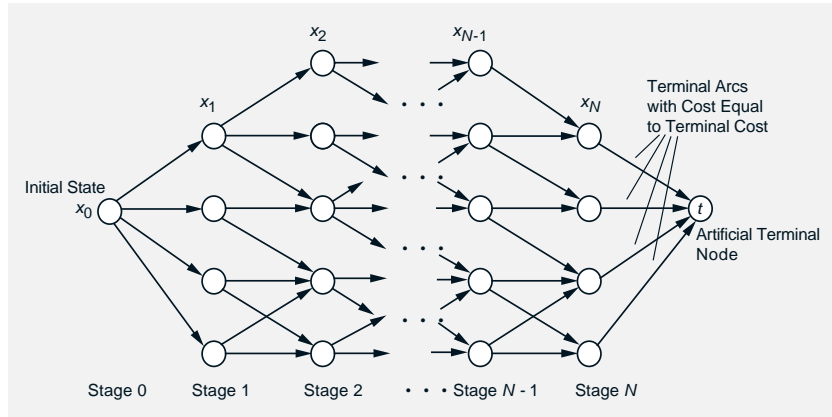 x2
xN-1
x1
xN
Terminal Arcs
with Cost Equal
to Terminal Cost
Initial State
x0
t
Artificial Terminal
Node
Stage 0
Stage 1
Stage 2
· · ·
Stage N - 1
Stage N